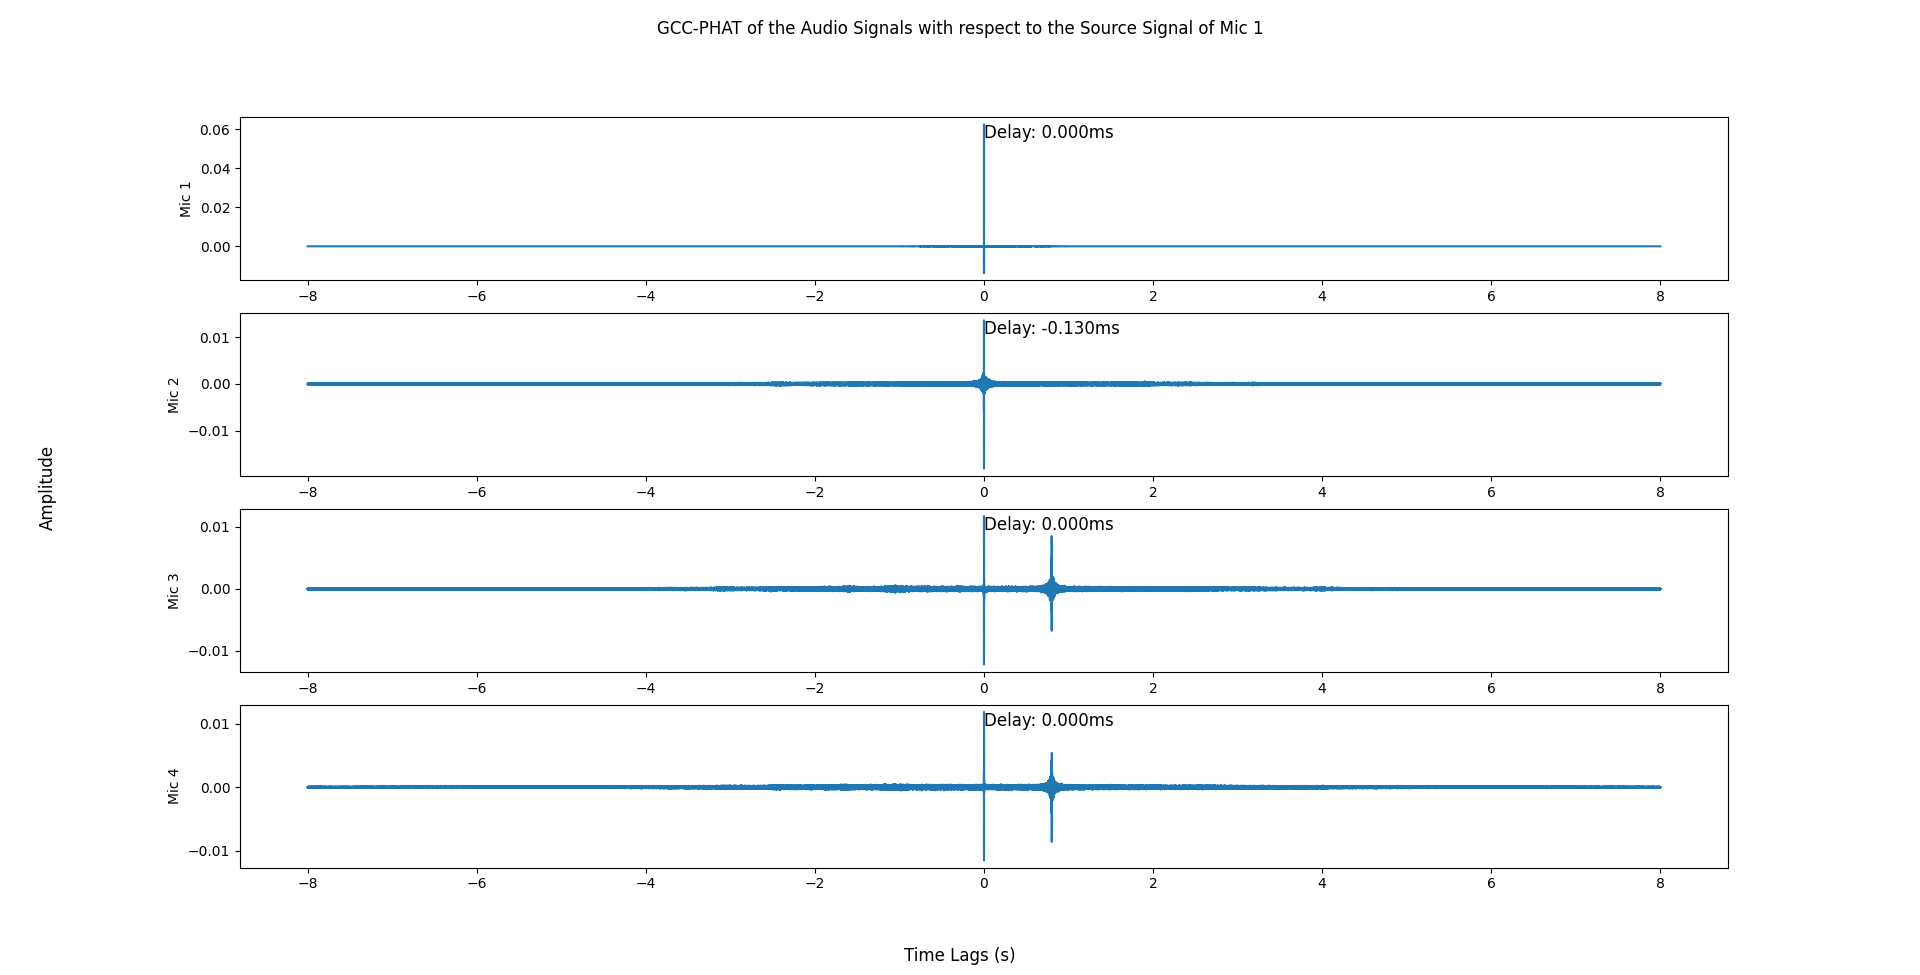 GCC-PHAT of the Audio Signals with respect to the Source Signal of Mic 1
Delay: 0.000ms
Mic 1
0.06
0.04
0.02
0.00
−8 −6 −4 −2 0 2 4 6 8
Delay: -0.130ms
Mic 2
0.01
0.00
−0.01
−8 −6 −4 −2 0 2 4 6 8
Amplitude
Delay: 0.000ms
Mic 3
0.01
0.00
−0.01
−8 −6 −4 −2 0 2 4 6 8
Delay: 0.000ms
Mic 4
0.01
0.00
−0.01
−8 −6 −4 −2 0 2 4 6 8
Time Lags (s)